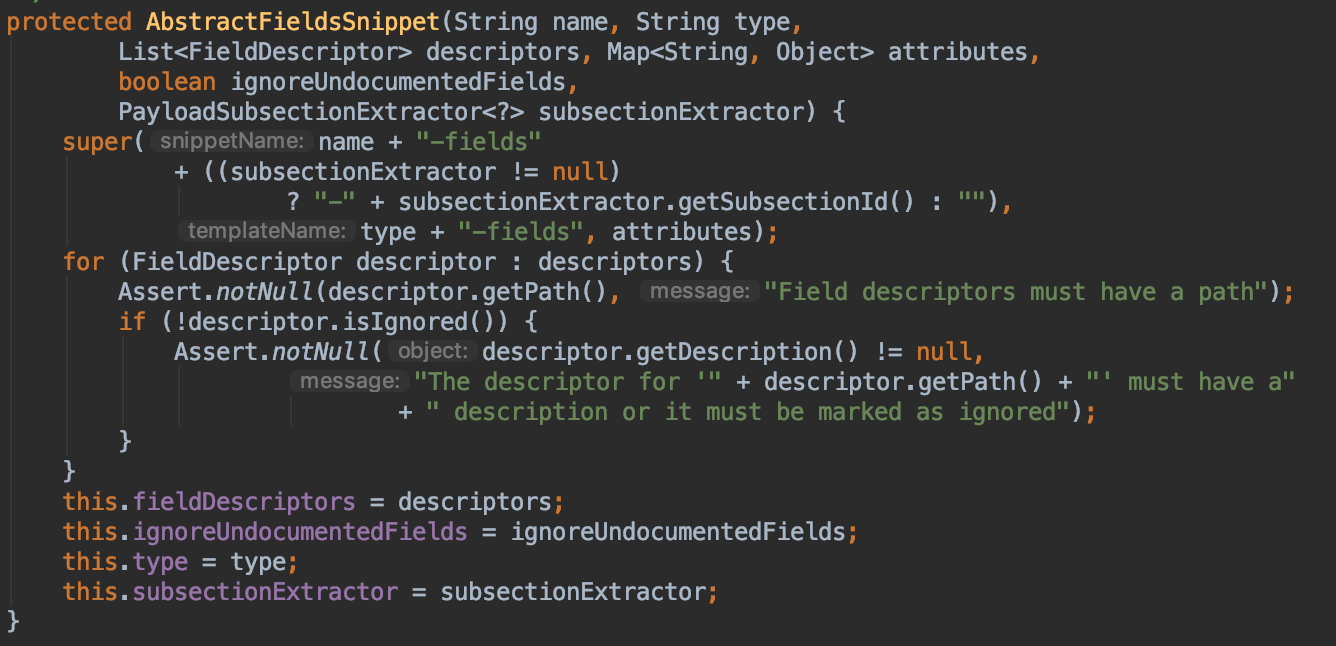 protected AbstractFieldsSnippet(String name, String type,
        List<FieldDescriptor> descriptors, Map<String, Object> attributes,
        boolean ignoreUndocumentedFields,
        PayloadSubsectionExtractor<?> subsectionExtractor) {
    super( snippetName: name + "-fields"
            + ((subsectionExtractor != null)
                    ? "-" + subsectionExtractor.getSubsectionId() : ""),
            templateName: type + "-fields", attributes);
    for (FieldDescriptor descriptor : descriptors) {
        Assert.notNull(descriptor.getPath(), message: "Field descriptors must have a path");
        if (!descriptor.isIgnored()) {
            Assert.notNull( object: descriptor.getDescription() != null,
                    message: "The descriptor for '" + descriptor.getPath() + "' must have a"
                            + " description or it must be marked as ignored");
        }
    }
    this.fieldDescriptors = descriptors;
    this.ignoreUndocumentedFields = ignoreUndocumentedFields;
    this.type = type;
    this.subsectionExtractor = subsectionExtractor;
}